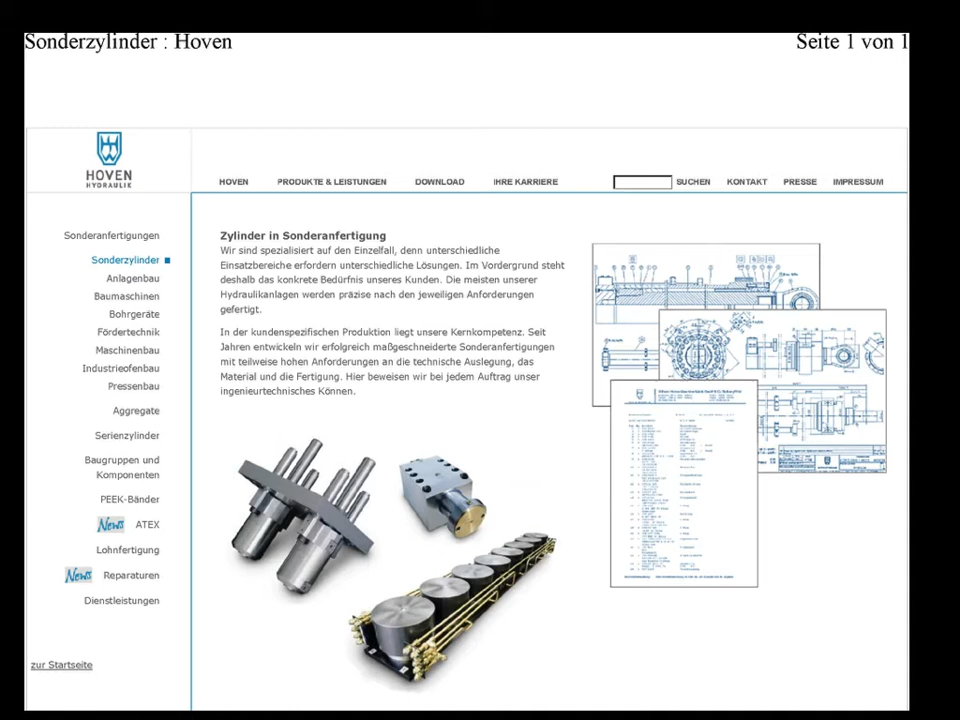 Sonderzylinder : Hoven
Seite 1 von 1
HOVEN
HYDRAULIK
HOVEN
PRODUKTE & LEISTUNGEN
DOWNLOAD
IHRE KARRIERE
SUCHEN
KONTAKT
PRESSE
IMPRESSUM
Sonderanfertigungen
Sonderzylinder
Anlagenbau
Baumaschinen
Bohrgeräte
Fördertechnik
Maschinenbau
Industrieofenbau
Pressenbau
Aggregate
Serienzylinder
Baugruppen und
Komponenten
PEEK-Bänder
News ATEX
Lohnfertigung
News Reparaturen
Dienstleistungen
zur Startseite
Zylinder in Sonderanfertigung
Wir sind spezialisiert auf den Einzelfall, denn unterschiedliche
Einsatzbereiche erfordern unterschiedliche Lösungen. Im Vordergrund steht
deshalb das konkrete Bedürfnis unseres Kunden. Die meisten unserer
Hydraulikanlagen werden präzise nach den jeweiligen Anforderungen
gefertigt.
In der kundenspezifischen Produktion liegt unsere Kernkompetenz. Seit
Jahren entwickeln wir erfolgreich maßgeschneiderte Sonderanfertigungen
mit teilweise hohen Anforderungen an die technische Auslegung, das
Material und die Fertigung. Hier beweisen wir bei jedem Auftrag unser
ingenieurtechnisches Können.